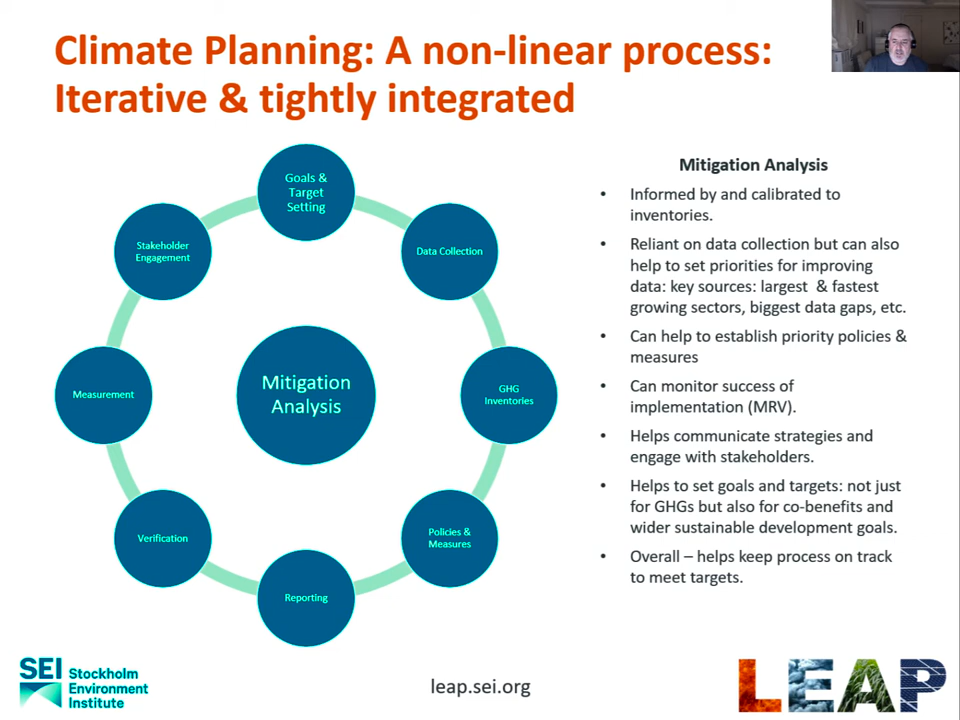 Climate Planning: A non-linear process:
Iterative & tightly integrated
Goals &
Target
Setting
Data Collection
GHG
Inventories
Policies &
Measures
Reporting
Verification
Measurement
Stakeholder
Engagement
Mitigation
Analysis
Mitigation Analysis
• Informed by and calibrated to
inventories.
• Reliant on data collection but can also
help to set priorities for improving
data: key sources: largest & fastest
growing sectors, biggest data gaps, etc.
• Can help to establish priority policies &
measures
• Can monitor success of
implementation (MRV).
• Helps communicate strategies and
engage with stakeholders.
• Helps to set goals and targets: not just
for GHGs but also for co-benefits and
wider sustainable development goals.
• Overall – helps keep process on track
to meet targets.
SEI Stockholm
Environment
Institute
leap.sei.org
LEAP